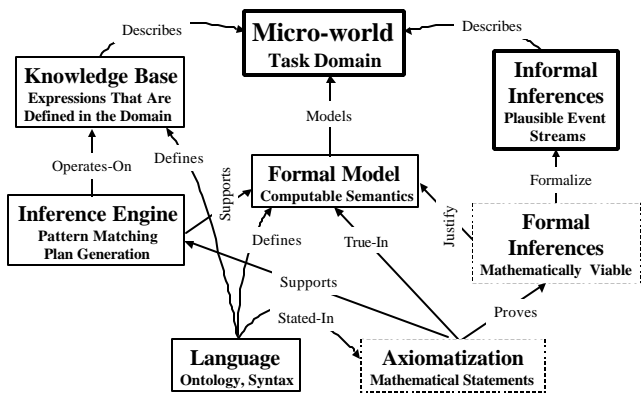 Describes
Micro-world
Task Domain
Describes
Knowledge Base
Expressions That Are
Defined in the Domain
Informal
Inferences
Plausible Event
Streams
Models
Operates-On
Defines
Supports
Formal Model
Computable Semantics
Formalize
Inference Engine
Pattern Matching
Plan Generation
Defines
True-In
Justify
Formal
Inferences
Mathematically Viable
Supports
Stated-In
Proves
Language
Ontology, Syntax
Axiomatization
Mathematical Statements